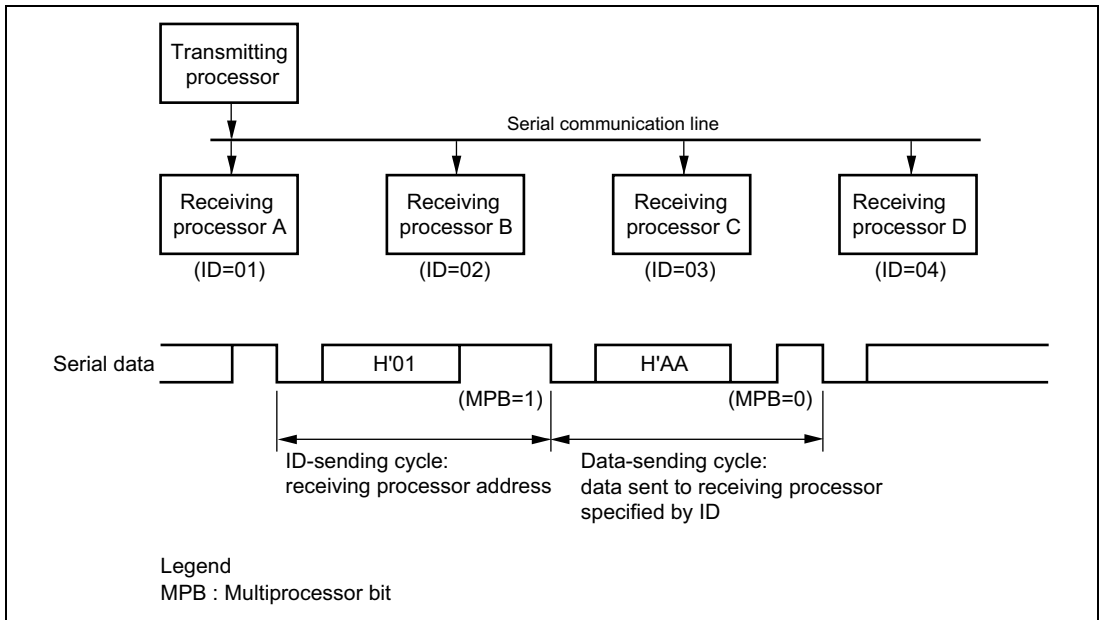 Transmitting
processor
Serial communication line
Receiving
processor A
Receiving
processor B
Receiving
processor C
Receiving
processor D
(ID=01)
(ID=02)
(ID=03)
(ID=04)
Serial data
H'01
H'AA
(MPB=1)
(MPB=0)
ID-sending cycle:
receiving processor address
Data-sending cycle:
data sent to receiving processor
specified by ID
Legend
MPB : Multiprocessor bit